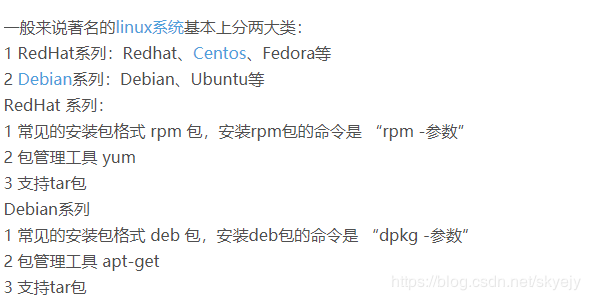 一般来说著名的linux系统基本上分两大类：
1 RedHat系列：Redhat、Centos、Fedora等
2 Debian系列：Debian、Ubuntu等
RedHat 系列：
1 常见的安装包格式 rpm 包，安装rpm包的命令是 “rpm -参数”
2 包管理工具 yum
3 支持tar包
Debian系列
1 常见的安装包格式 deb 包，安装deb包的命令是 “dpkg -参数”
2 包管理工具 apt-get
3 支持tar包
https://blog.csdn.net/skyejy